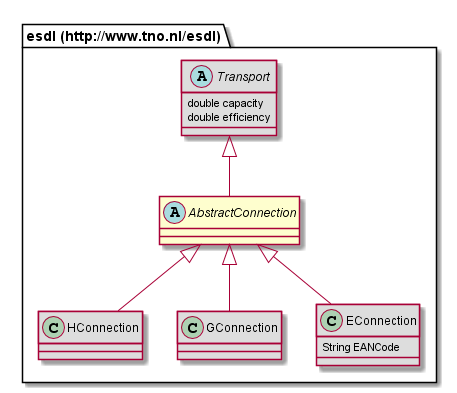 esdl (http://www.tno.nl/esdl)
A Transport
double capacity
double efficiency
A AbstractConnection
C HConnection
C GConnection
C EConnection
String EANCode